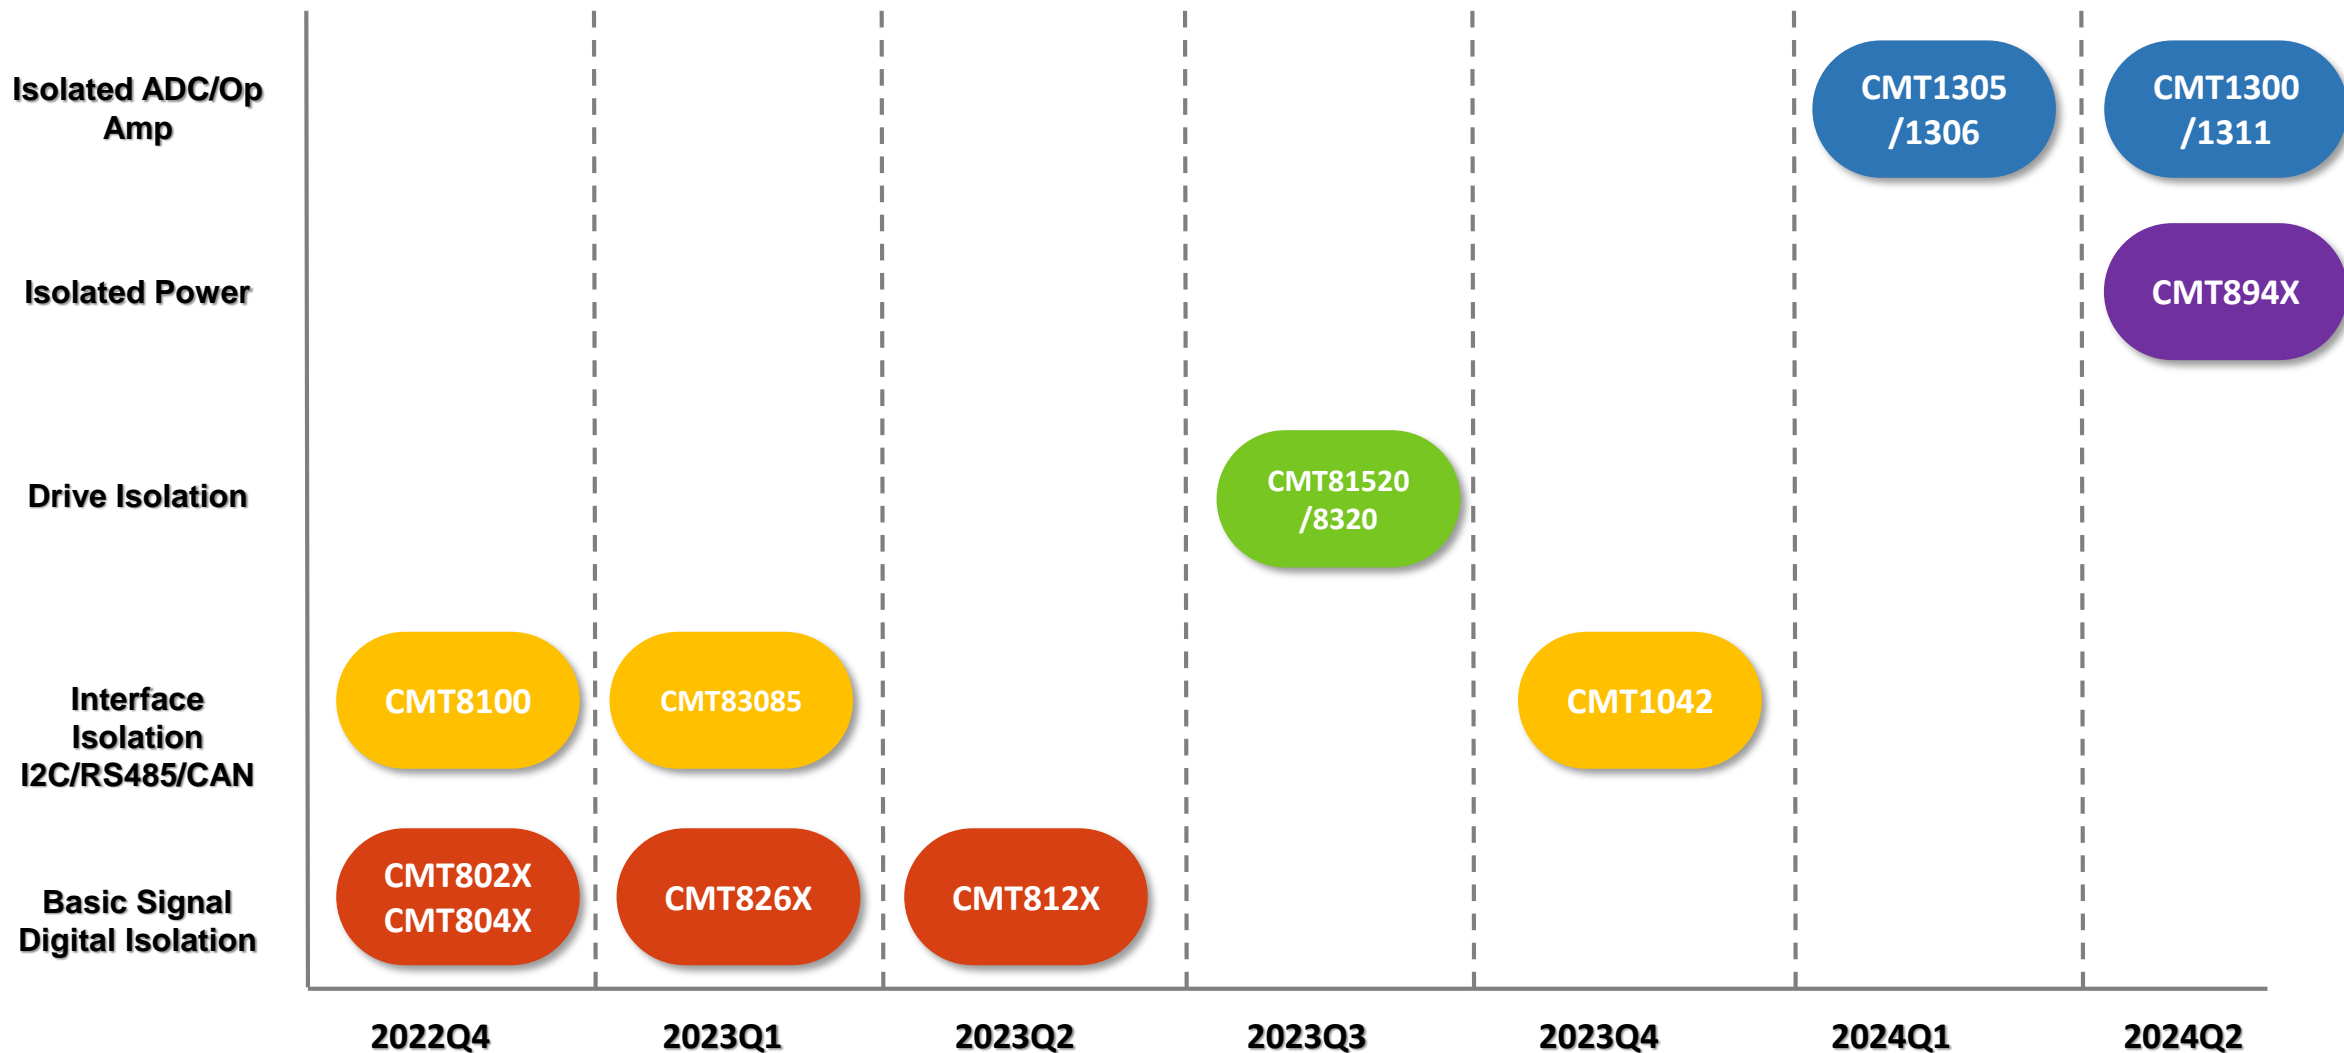 Isolated ADC/Op
Amp
CMT1305
/1306
CMT1300
/1311
Isolated Power
CMT894X
Drive Isolation
CMT81520
/8320
Interface
Isolation
I2C/RS485/CAN
CMT8100
CMT83085
CMT1042
Basic Signal
Digital Isolation
CMT802X
CMT804X
CMT826X
CMT812X
2022Q4
2023Q1
2023Q2
2023Q3
2023Q4
2024Q1
2024Q2